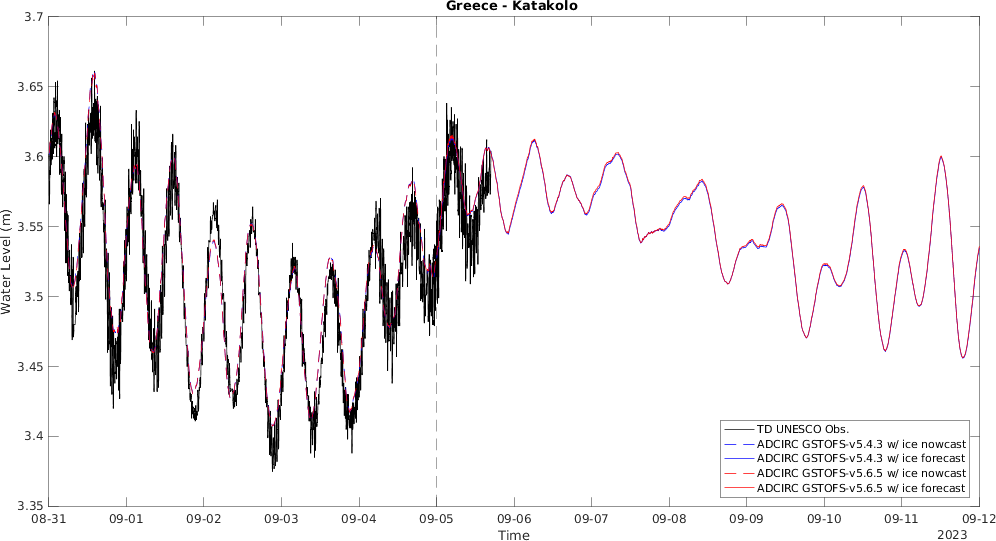 Greece - Katakolo
3.7
3.65
3.6
3.55
3.5
3.45
3.4
3.35
Water Level (m)
TD UNESCO Obs.
ADCIRC GSTOFS-v5.4.3 w/ ice nowcast
ADCIRC GSTOFS-v5.4.3 w/ ice forecast
ADCIRC GSTOFS-v5.6.5 w/ ice nowcast
ADCIRC GSTOFS-v5.6.5 w/ ice forecast
08-31 09-01 09-02 09-03 09-04 09-05 09-06 09-07 09-08 09-09 09-10 09-11 09-12
Time
2023